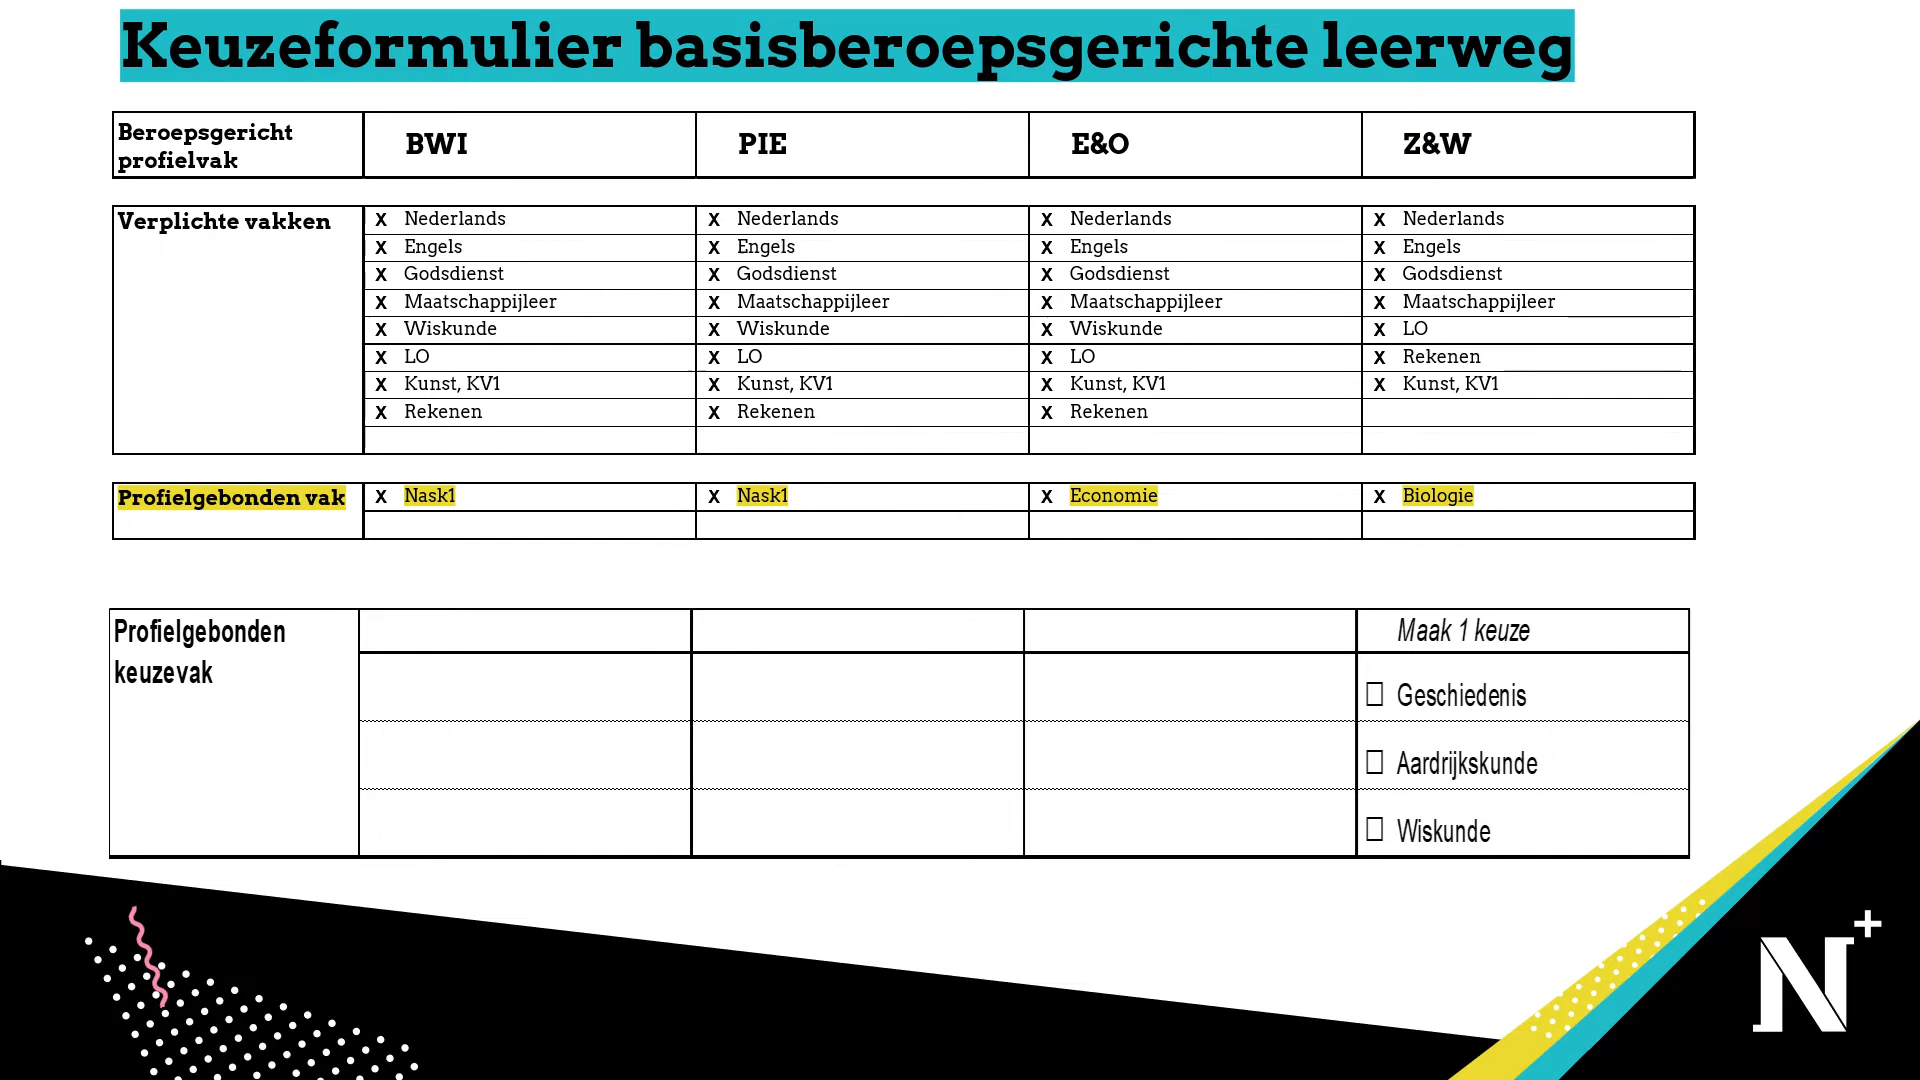 Keuzeformulier basisberoepsgerichte leerweg
Beroepsgericht profielvak BWI PIE E&O Z&W
Verplichte vakken X Nederlands X Nederlands X Nederlands X Nederlands
X Engels X Engels X Engels X Engels
X Godsdienst X Godsdienst X Godsdienst X Godsdienst
X Maatschappijleer X Maatschappijleer X Maatschappijleer X Maatschappijleer
X Wiskunde X Wiskunde X Wiskunde X LO
X LO X LO X LO X Rekenen
X Kunst, KV1 X Kunst, KV1 X Kunst, KV1 X Kunst, KV1
X Rekenen X Rekenen X Rekenen
Profielgebonden vak X Nask1 X Nask1 X Economie X Biologie
Profielgebonden Maak 1 keuze
keuzevak
☐ Geschiedenis
☐ Aardrijkskunde
☐ Wiskunde
N+